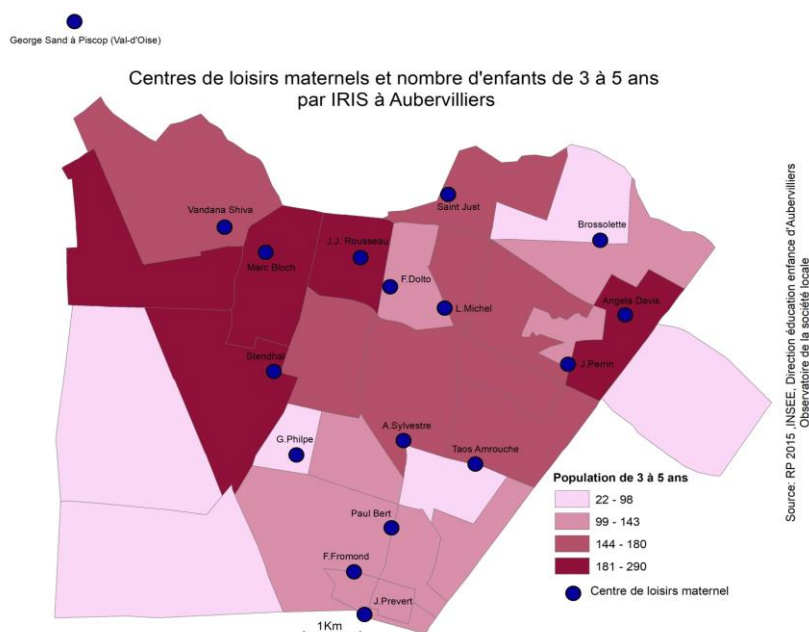 George Sand à Piscop (Val-d'Oise)
Centres de loisirs maternels et nombre d'enfants de 3 à 5 ans
par IRIS à Aubervilliers
Saint Just
Vandana Shiva
Brossolette
J.J. Rousseau
Marc Bloch
F.Dolto
Angela Davis
L.Michel
Stendhal
J.Perrin
A.Sylvestre
G.Philpe
Taos Amrouche
Paul Bert
F.Fromond
J.Prevert
1Km
Population de 3 à 5 ans
22 - 98
99 - 143
144 - 180
181 - 290
Centre de loisirs maternel
Source: RP 2015 ,INSEE, Direction éducation enfance d'Aubervilliers
Observatoire de la société locale